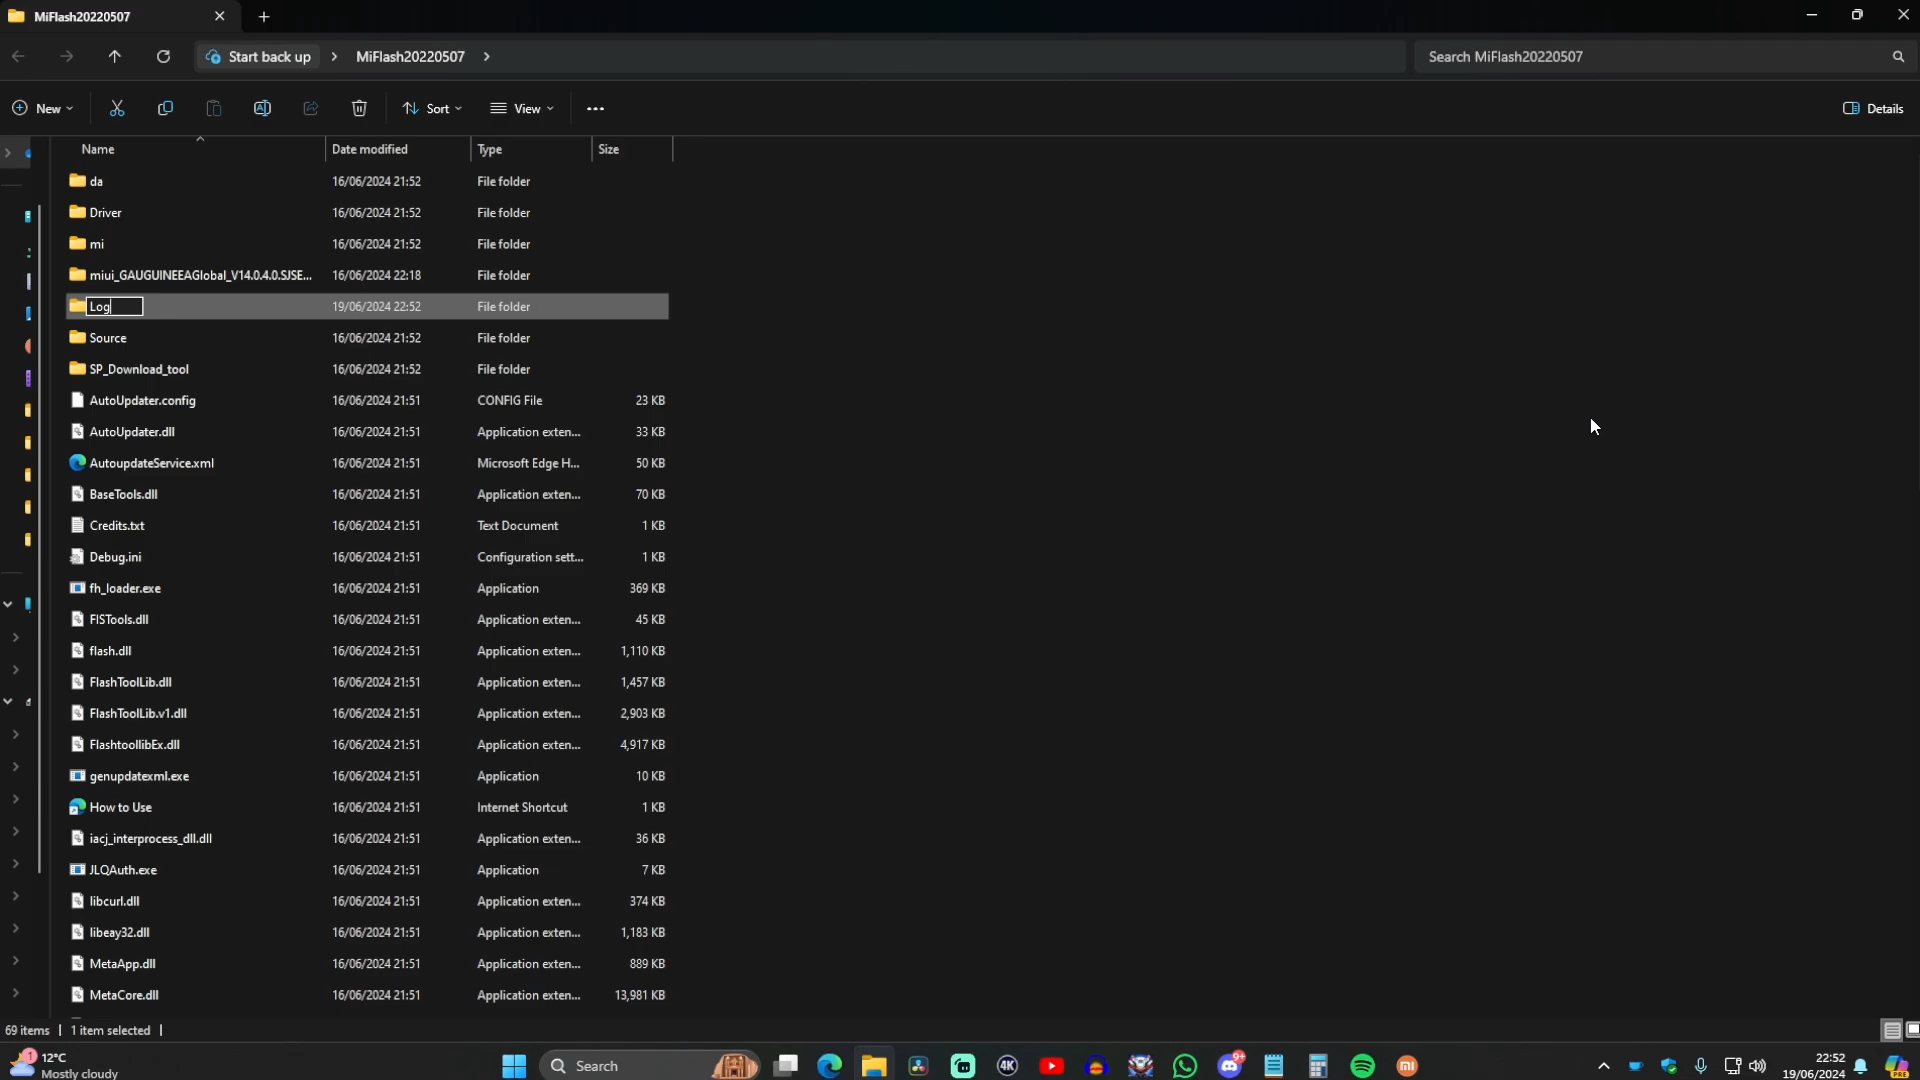 MiFlash20220507
Start back up MiFlash20220507 Search MiFlash20220507
New Sort View Details
Name Date modified Type Size
da 16/06/2024 21:52 File folder
Driver 16/06/2024 21:52 File folder
mi 16/06/2024 21:52 File folder
miui_GAUGUINEEAGlobal_V14.0.4.0.SJSE... 16/06/2024 22:18 File folder
Log 19/06/2024 22:52 File folder
Source 16/06/2024 21:52 File folder
SP_Download_tool 16/06/2024 21:52 File folder
AutoUpdater.config 16/06/2024 21:51 CONFIG File 23 KB
AutoUpdater.dll 16/06/2024 21:51 Application exten... 33 KB
AutoupdateService.xml 16/06/2024 21:51 Microsoft Edge H... 50 KB
BaseTools.dll 16/06/2024 21:51 Application exten... 70 KB
Credits.txt 16/06/2024 21:51 Text Document 1 KB
Debug.ini 16/06/2024 21:51 Configuration sett... 1 KB
fh_loader.exe 16/06/2024 21:51 Application 369 KB
FISTools.dll 16/06/2024 21:51 Application exten... 45 KB
flash.dll 16/06/2024 21:51 Application exten... 1,110 KB
FlashToolLib.dll 16/06/2024 21:51 Application exten... 1,457 KB
FlashToolLib.v1.dll 16/06/2024 21:51 Application exten... 2,903 KB
FlashtoollibEx.dll 16/06/2024 21:51 Application exten... 4,917 KB
genupdatexml.exe 16/06/2024 21:51 Application 10 KB
How to Use 16/06/2024 21:51 Internet Shortcut 1 KB
iacj_interprocess_dll.dll 16/06/2024 21:51 Application exten... 36 KB
JLQAuth.exe 16/06/2024 21:51 Application 7 KB
libcurl.dll 16/06/2024 21:51 Application exten... 374 KB
libeay32.dll 16/06/2024 21:51 Application exten... 1,183 KB
MetaApp.dll 16/06/2024 21:51 Application exten... 889 KB
MetaCore.dll 16/06/2024 21:51 Application exten... 13,981 KB
69 items 1 item selected
1 12°C
Mostly cloudy
Search
4K
9+
mi
22:52
19/06/2024
PRE